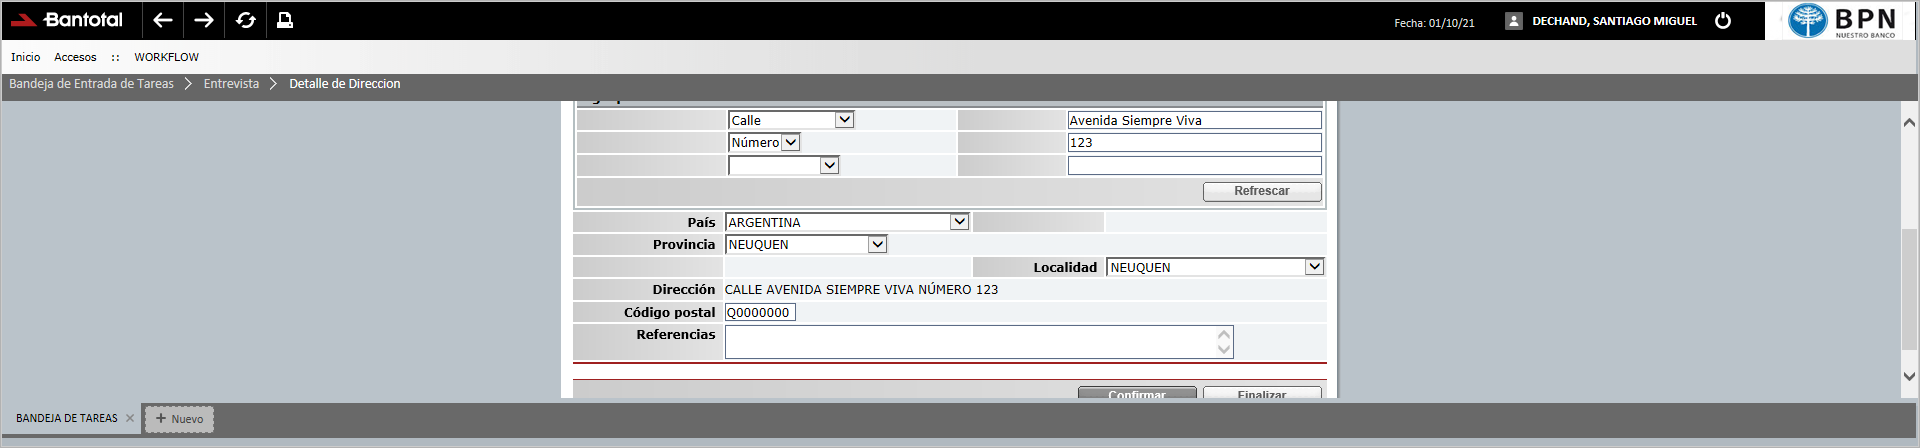 Bantotal
Fecha: 01/10/21
DECHAND, SANTIAGO MIGUEL
BPN
NUESTRO BANCO
Inicio Accesos :: WORKFLOW
Bandeja de Entrada de Tareas > Entrevista > Detalle de Direccion
Calle Avenida Siempre Viva
Número 123
Refrescar
País ARGENTINA
Provincia NEUQUEN
Localidad NEUQUEN
Dirección CALLE AVENIDA SIEMPRE VIVA NÚMERO 123
Código postal Q0000000
Referencias
Confirmar Finalizar
BANDEJA DE TAREAS × + Nuevo